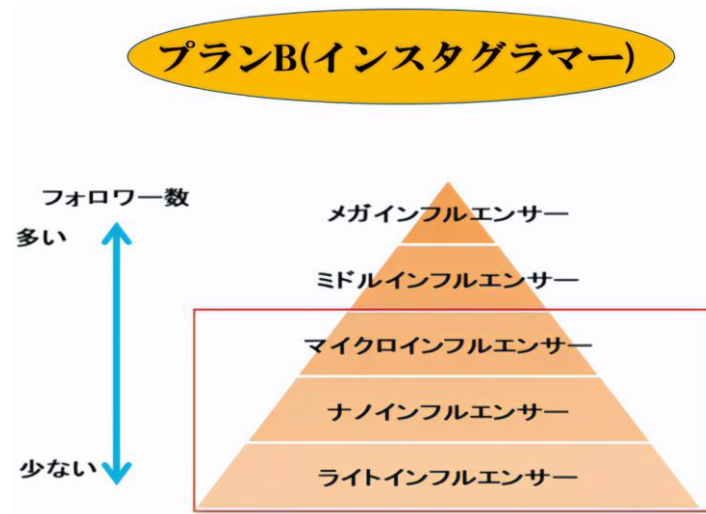 プランB(インスタグラマー)
フォロワー数
多い
メガインフルエンサー
ミドルインフルエンサー
マイクロインフルエンサー
ナノインフルエンサー
少ない
ライトインフルエンサー